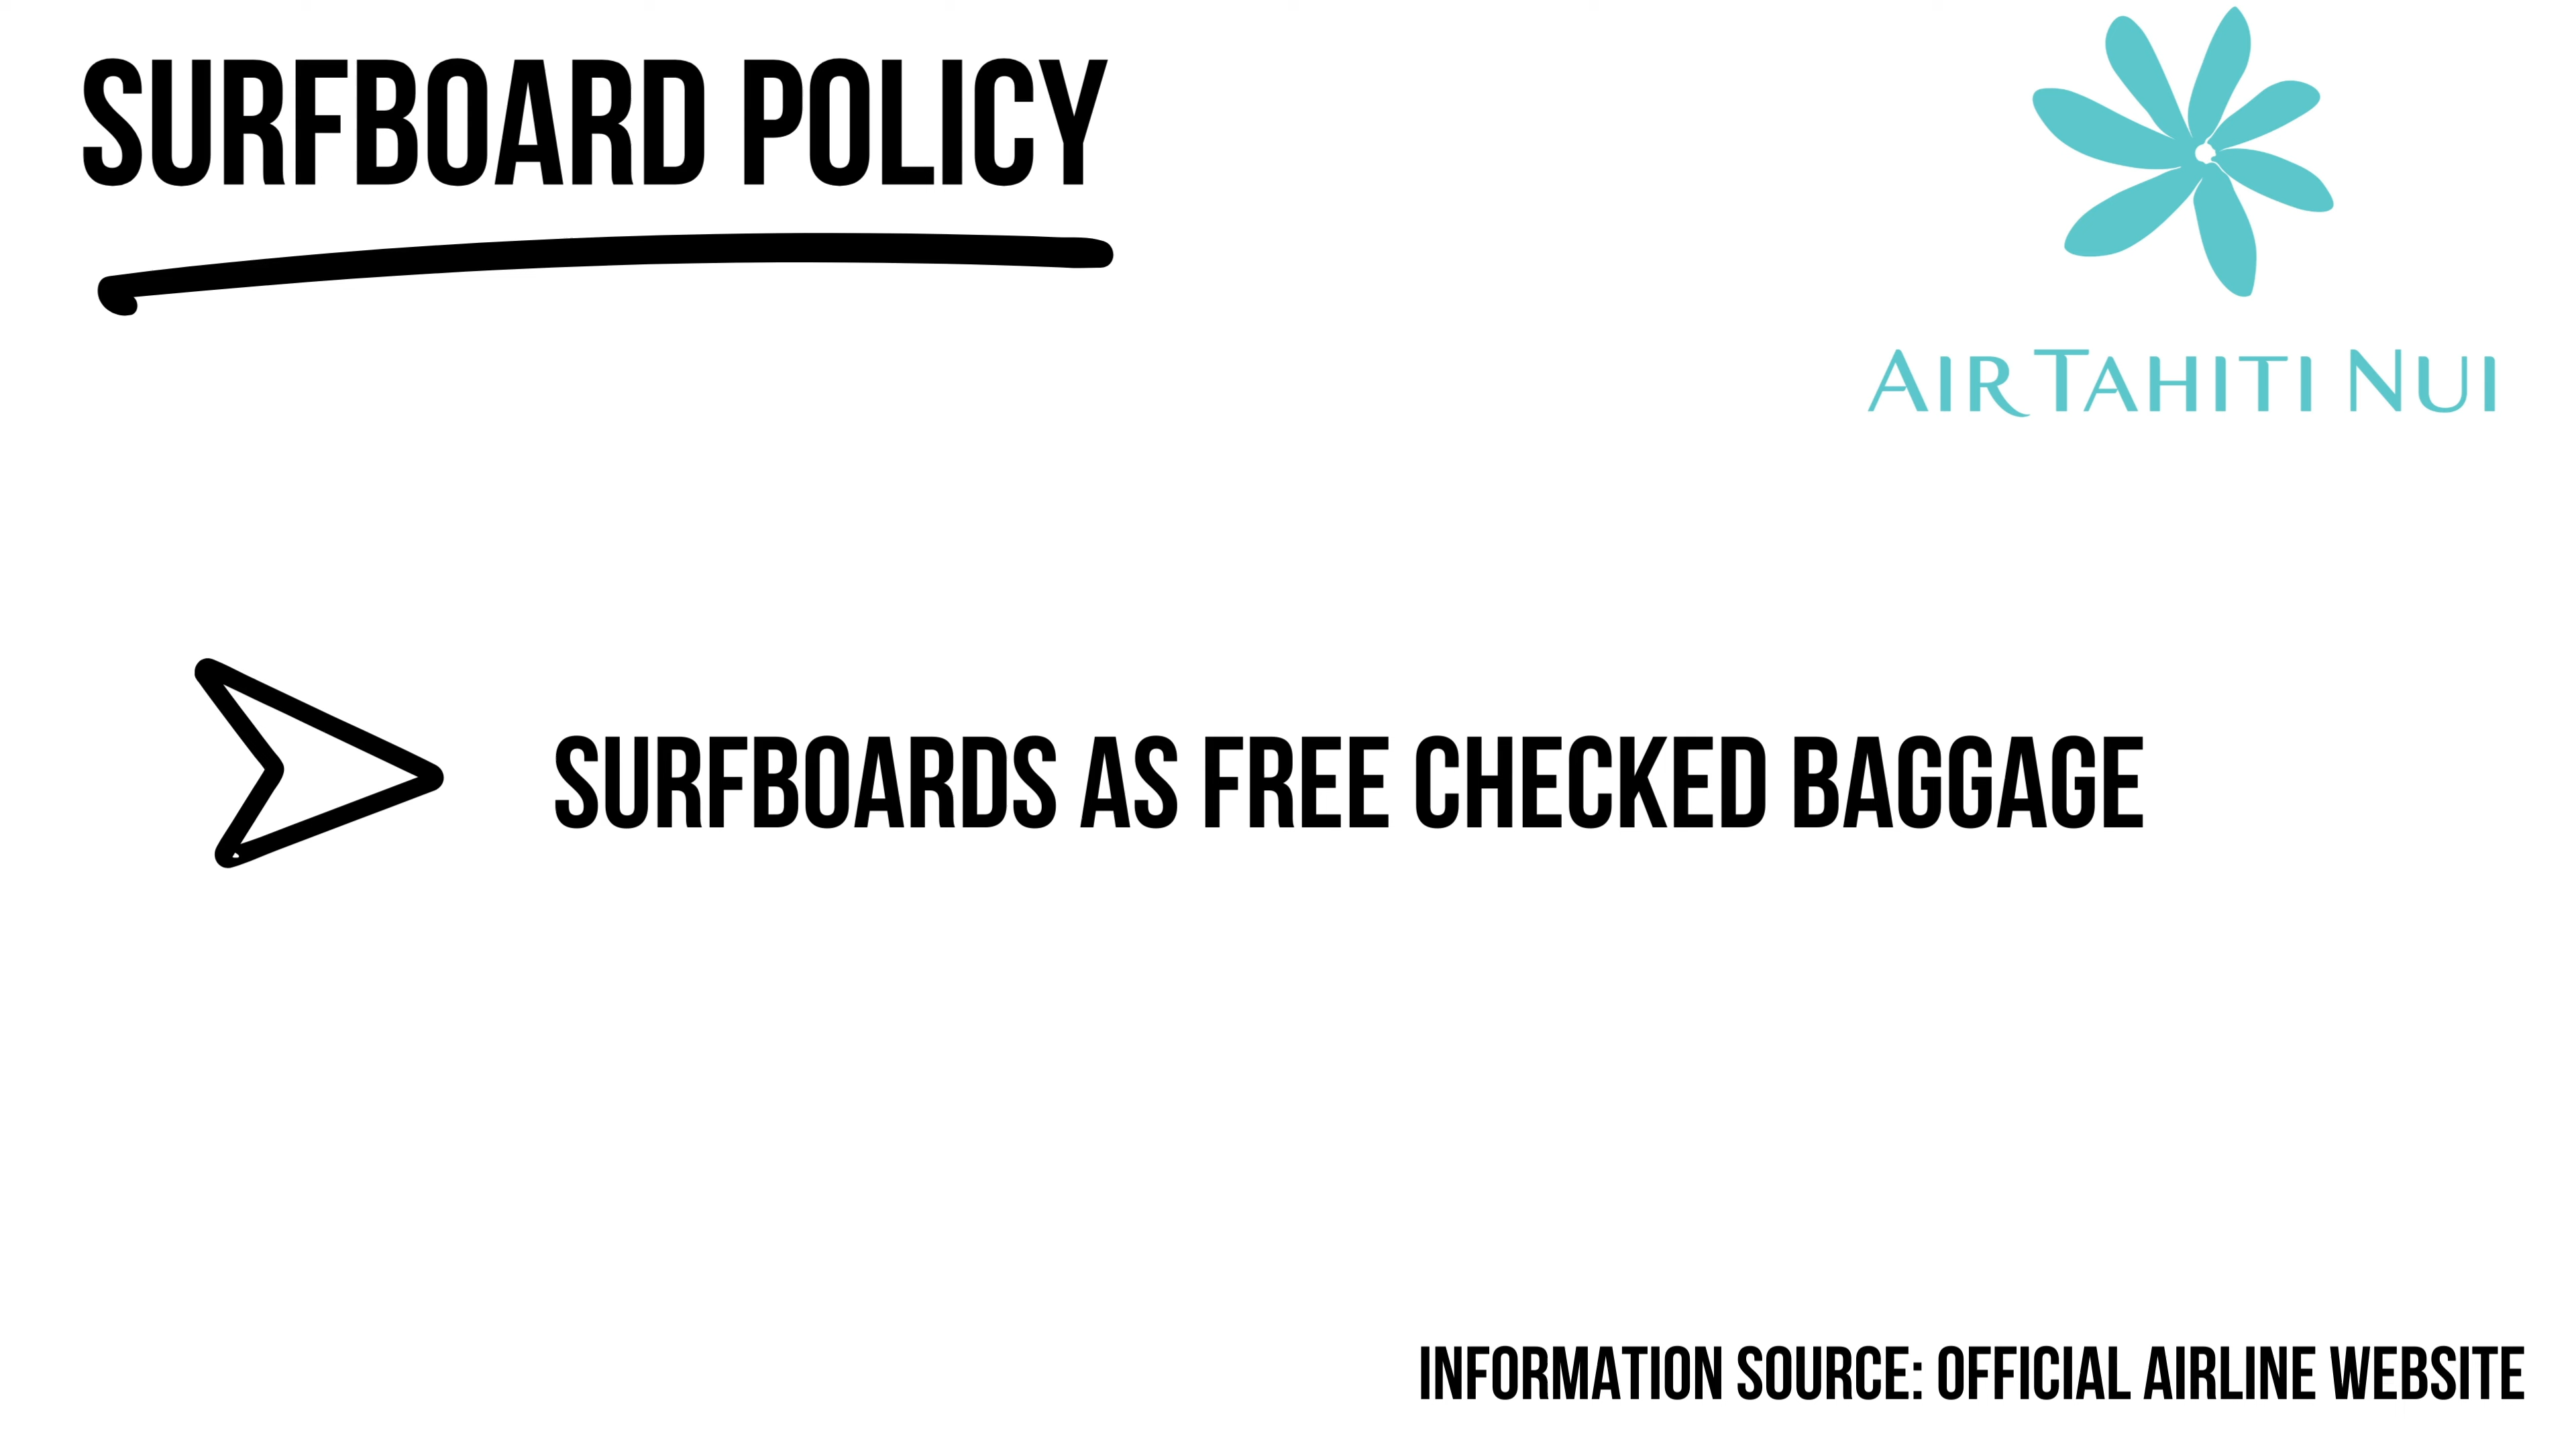 SURFBOARD POLICY
AIR TAHITI NUI
SURFBOARDS AS FREE CHECKED BAGGAGE
INFORMATION SOURCE: OFFICIAL AIRLINE WEBSITE